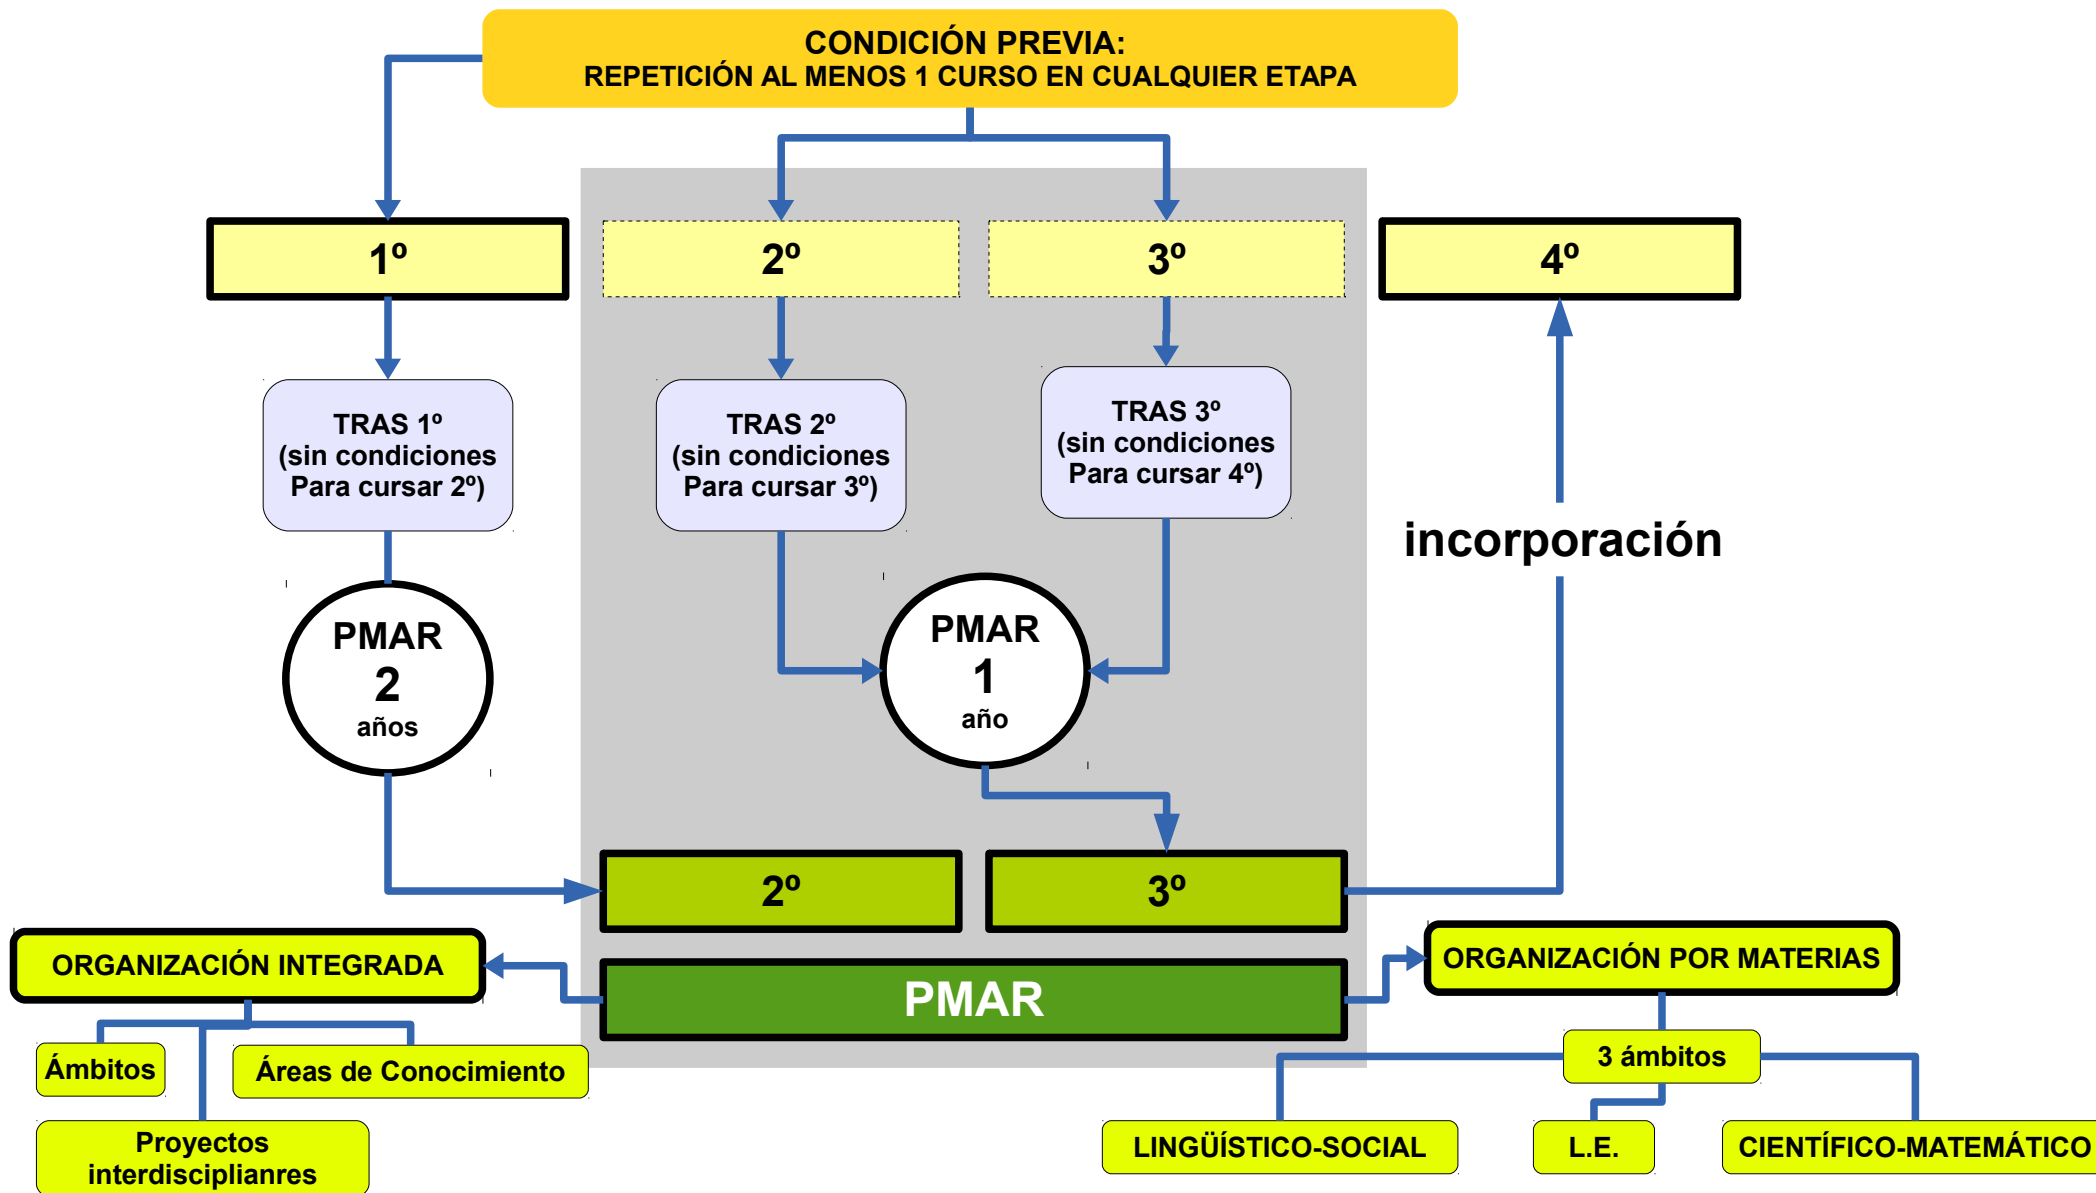 CONDICIÓN PREVIA:
REPETICIÓN AL MENOS 1 CURSO EN CUALQUIER ETAPA
1º
2º
3º
4º
TRAS 1º
(sin condiciones
Para cursar 2º)
TRAS 2º
(sin condiciones
Para cursar 3º)
TRAS 3º
(sin condiciones
Para cursar 4º)
incorporación
PMAR
2
años
PMAR
1
año
2º
3º
ORGANIZACIÓN INTEGRADA
PMAR
ORGANIZACIÓN POR MATERIAS
Ámbitos
Áreas de Conocimiento
Proyectos
interdisciplianres
3 ámbitos
LINGÜÍSTICO-SOCIAL
L.E.
CIENTÍFICO-MATEMÁTICO